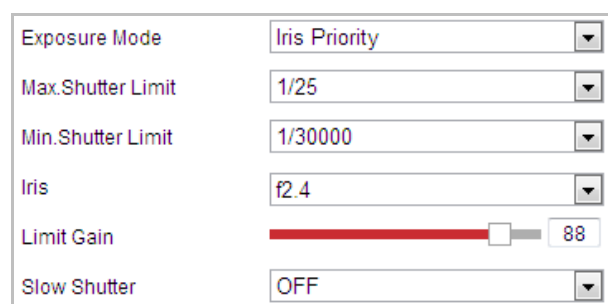 Exposure Mode Iris Priority
Max.Shutter Limit 1/25
Min.Shutter Limit 1/30000
Iris f2.4
Limit Gain 88
Slow Shutter OFF